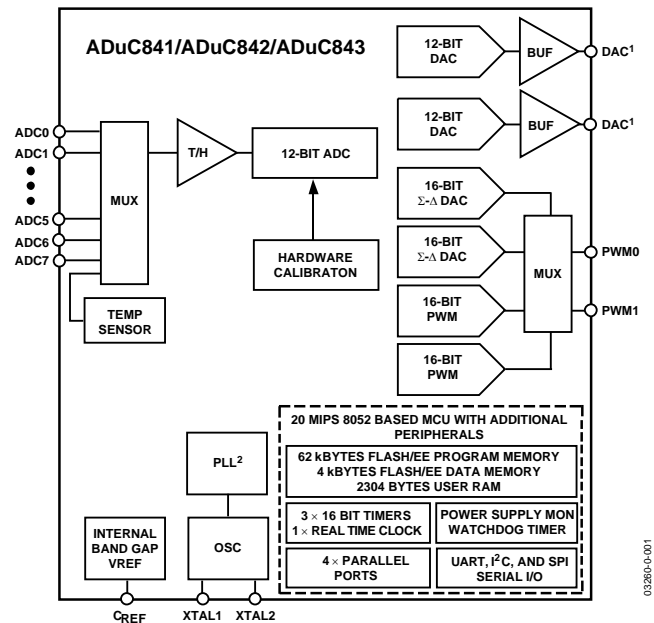 ADuC841/ADuC842/ADuC843
12-BIT
DAC
BUF
DAC¹
12-BIT
DAC
BUF
DAC¹
ADC0
ADC1
ADC5
ADC6
ADC7
MUX
T/H
12-BIT ADC
HARDWARE
CALIBRATON
TEMP
SENSOR
16-BIT
Σ-Δ DAC
16-BIT
Σ-Δ DAC
16-BIT
PWM
16-BIT
PWM
MUX
PWM0
PWM1
20 MIPS 8052 BASED MCU WITH ADDITIONAL
PERIPHERALS
62 kBYTES FLASH/EE PROGRAM MEMORY
4 kBYTES FLASH/EE DATA MEMORY
2304 BYTES USER RAM
3 × 16 BIT TIMERS
1 × REAL TIME CLOCK
POWER SUPPLY MON
WATCHDOG TIMER
4 × PARALLEL
PORTS
UART, I²C, AND SPI
SERIAL I/O
PLL²
OSC
INTERNAL
BAND GAP
VREF
CREF
XTAL1
XTAL2
03260-0-001